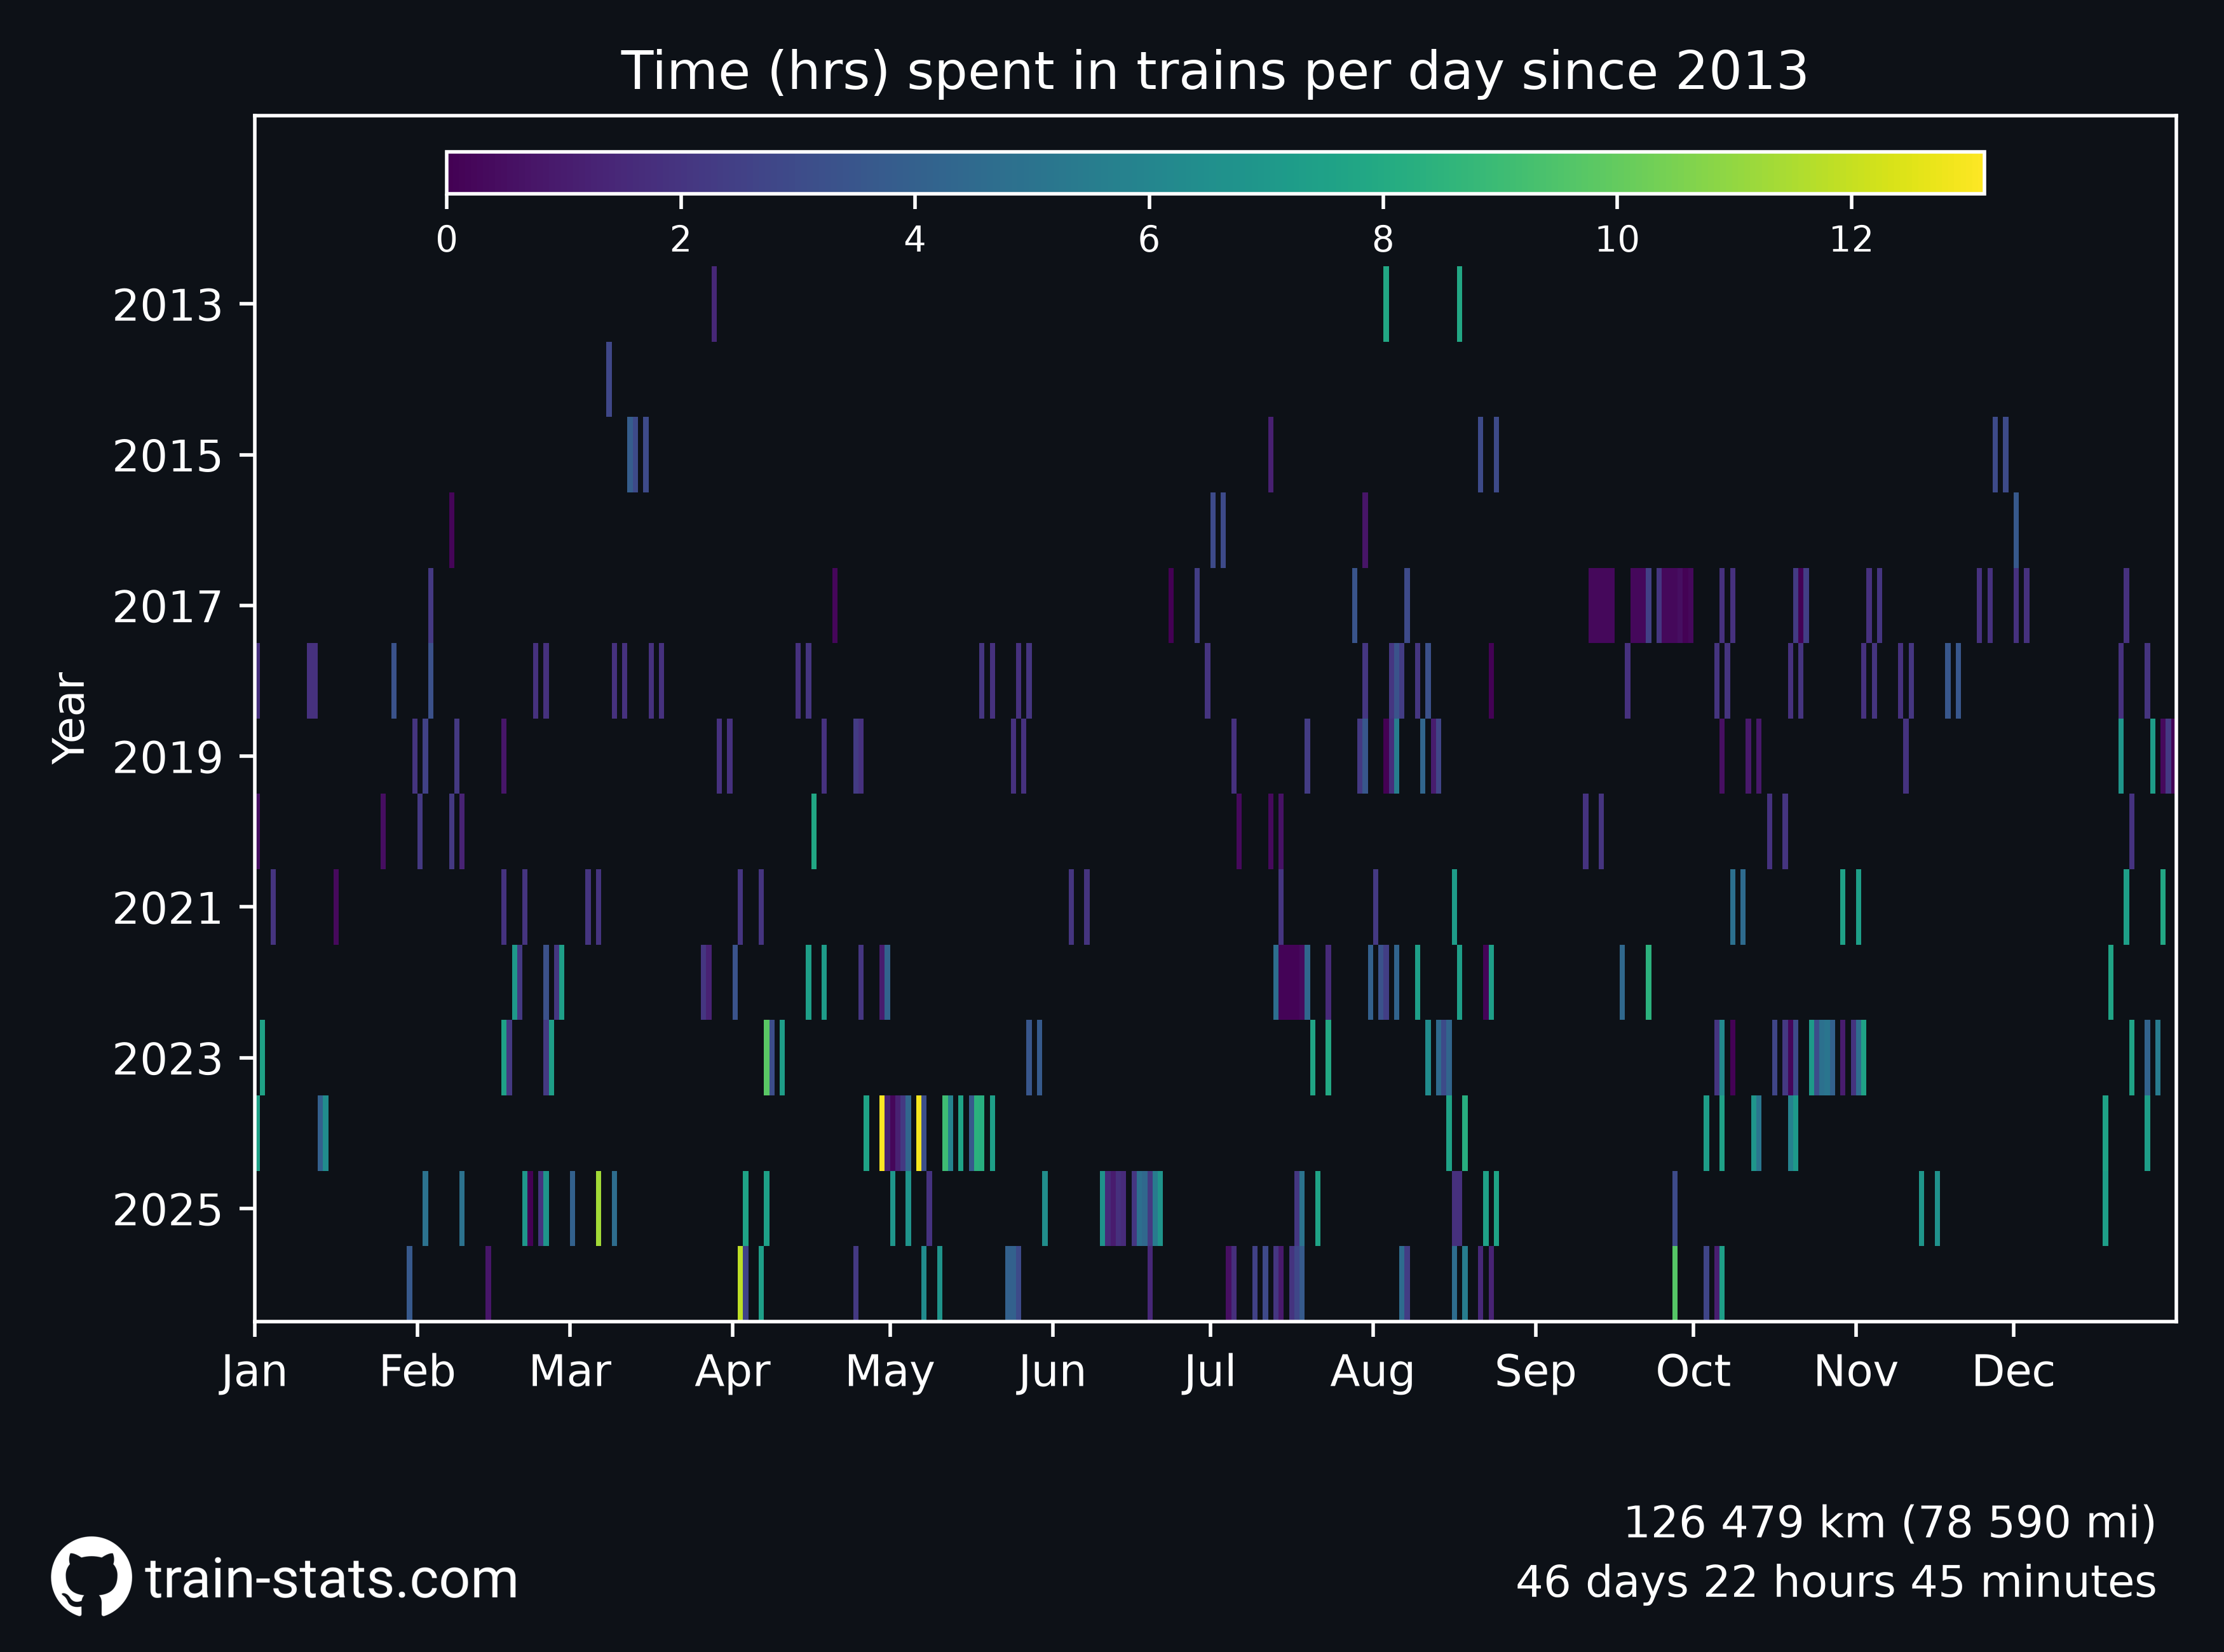 Time (hrs) spent in trains per day since 2013
0 2 4 6 8 10 12
2013
2015
2017
Year
2019
2021
2023
2025
Jan Feb Mar Apr May Jun Jul Aug Sep Oct Nov Dec
126 479 km (78 590 mi)
train-stats.com
46 days 22 hours 45 minutes